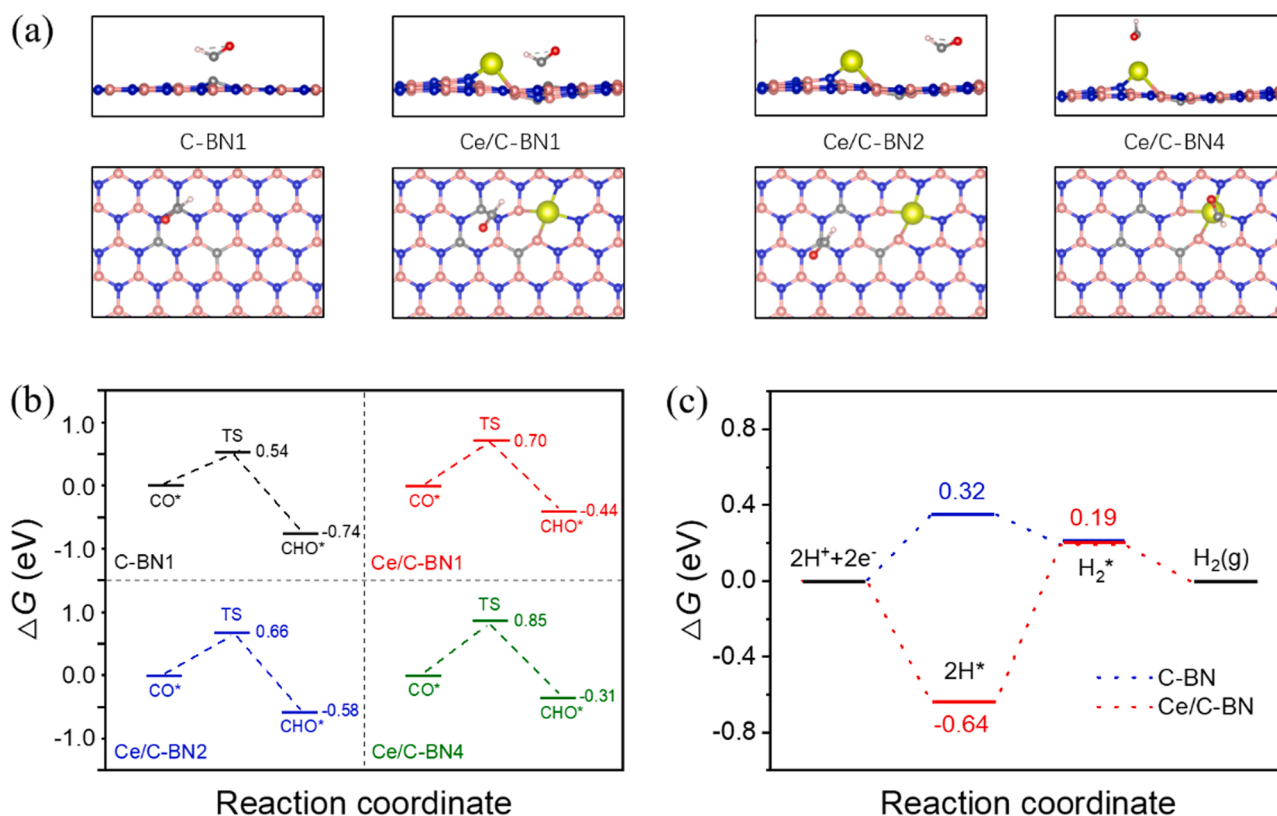 (a)
C-BN1
Ce/C-BN1
Ce/C-BN2
Ce/C-BN4
(b)
△G (eV)
1.0
0.0
-1.0
1.0
0.0
-1.0
TS
0.54
CO*
-0.74
CHO*
C-BN1
TS
0.70
CO*
-0.44
CHO*
Ce/C-BN1
TS
0.66
CO*
-0.58
CHO*
Ce/C-BN2
TS
0.85
CO*
-0.31
CHO*
Ce/C-BN4
Reaction coordinate
(c)
△G (eV)
0.8
0.4
0.0
-0.4
-0.8
2H⁺+2e⁻
0.32
0.19
H₂*
H₂(g)
2H*
-0.64
C-BN
Ce/C-BN
Reaction coordinate